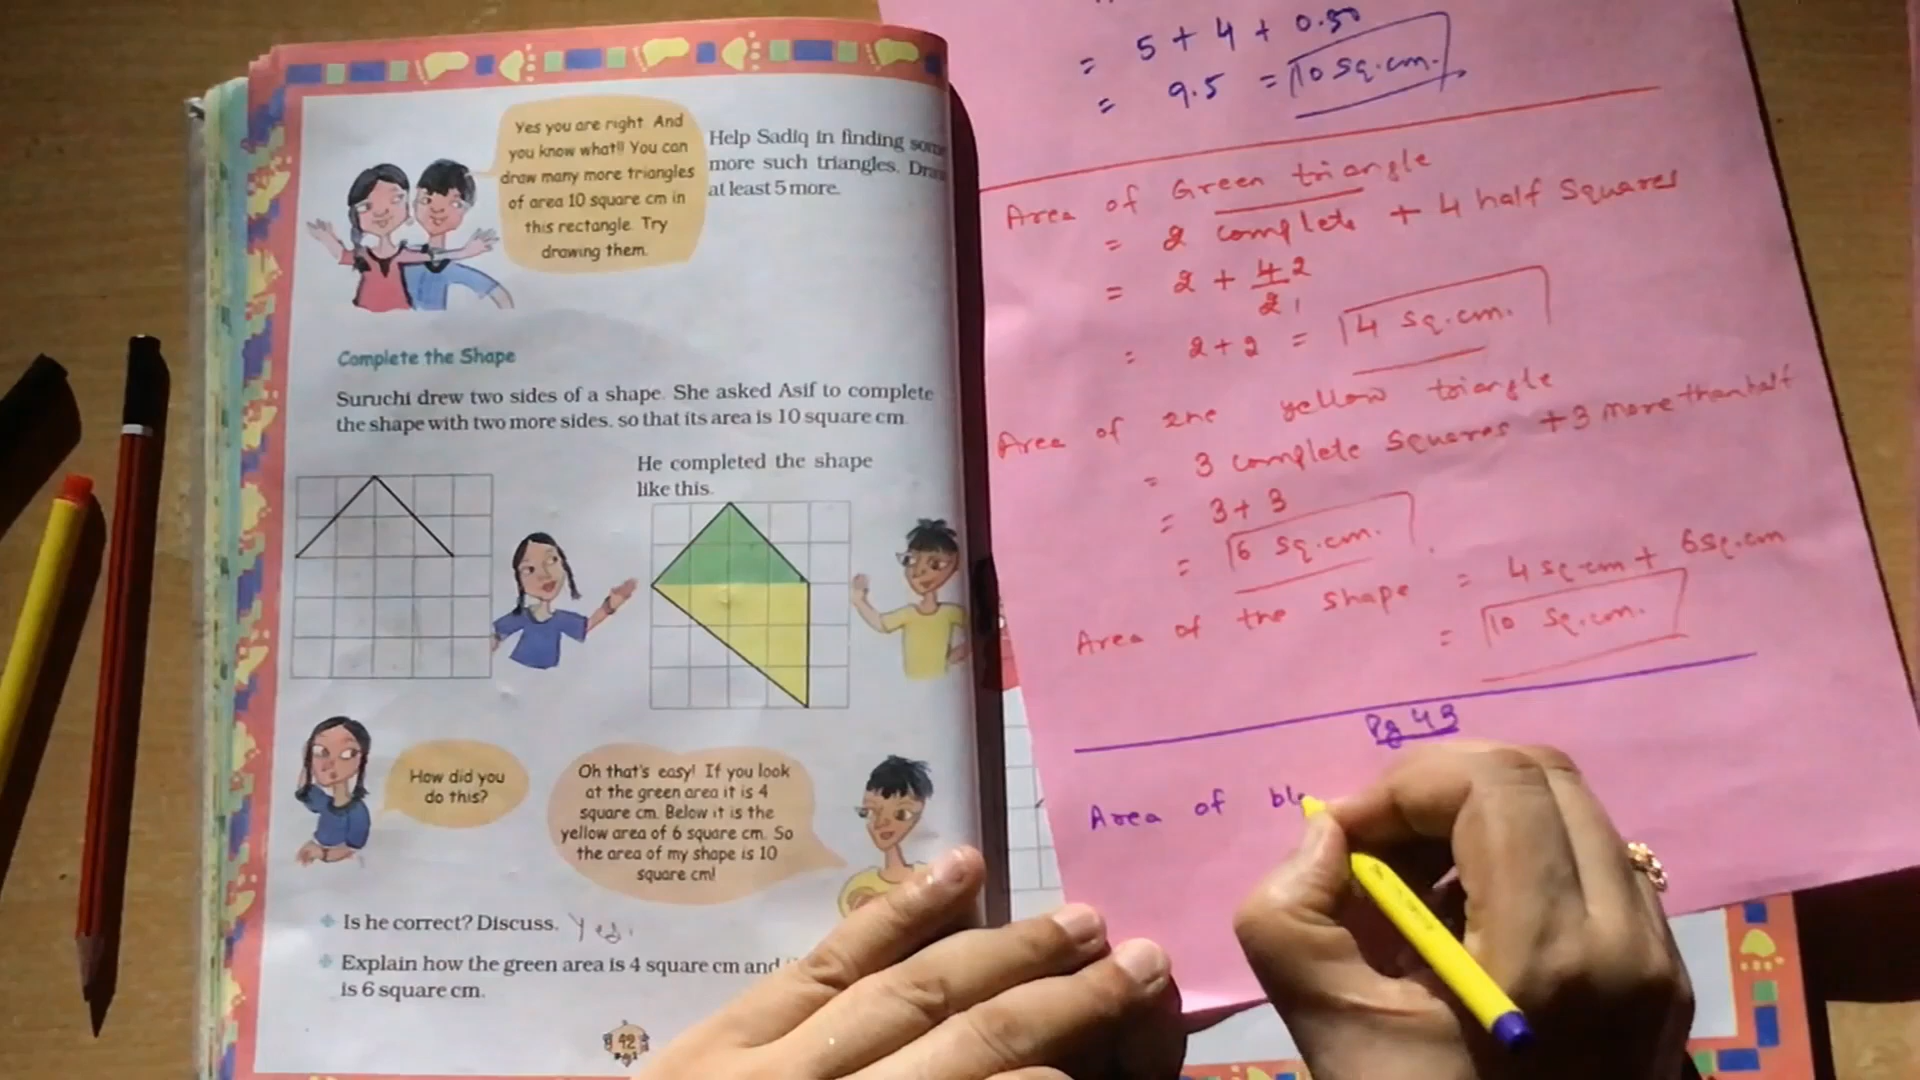 Yes you are right. And
you know what!! You can
draw many more triangles
of area 10 square cm in
this rectangle. Try
drawing them.
Help Sadiq in finding some
more such triangles. Draw
at least 5 more.
Complete the Shape
Suruchi drew two sides of a shape. She asked Asif to complete
the shape with two more sides, so that its area is 10 square cm.
He completed the shape
like this.
How did you
do this?
Oh that's easy! If you look
at the green area it is 4
square cm. Below it is the
yellow area of 6 square cm. So
the area of my shape is 10
square cm!
Is he correct? Discuss. Yes.
Explain how the green area is 4 square cm and
is 6 square cm.
42
= 5 + 4 + 0.50
= 9.5 = 10 sq.cm.
Area of Green triangle
= 2 complete + 4 half squares
= 2 + 4/2 2 1
= 2 + 2 = 4 sq.cm.
Area of the yellow triangle
= 3 complete squares + 3 more than half
= 3 + 3
= 6 sq.cm.
Area of the shape = 4 sq cm + 6 sq.cm
= 10 sq.cm.
Pg 43
Area of